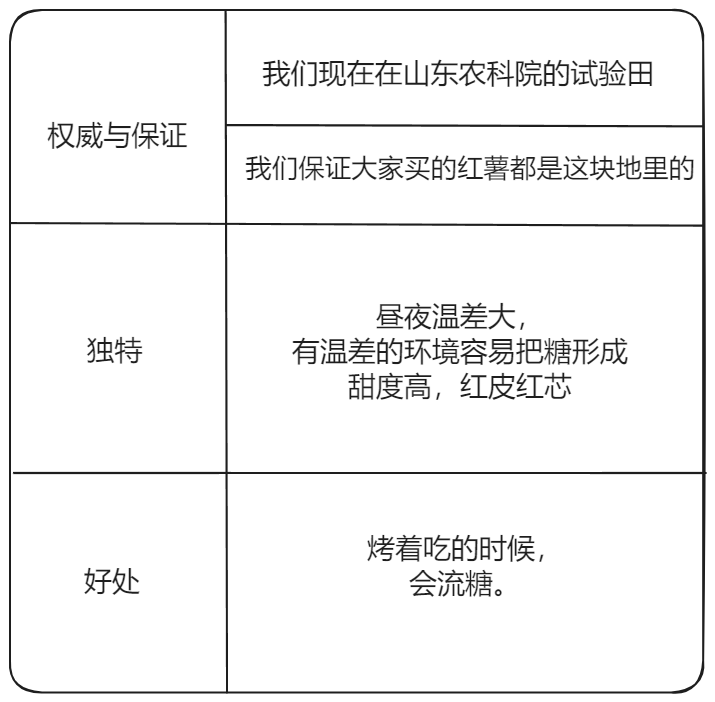 权威与保证
我们现在在山东农科院的试验田
我们保证大家买的红薯都是这块地里的
独特
昼夜温差大，
有温差的环境容易把糖形成
甜度高，红皮红芯
好处
烤着吃的时候，
会流糖。